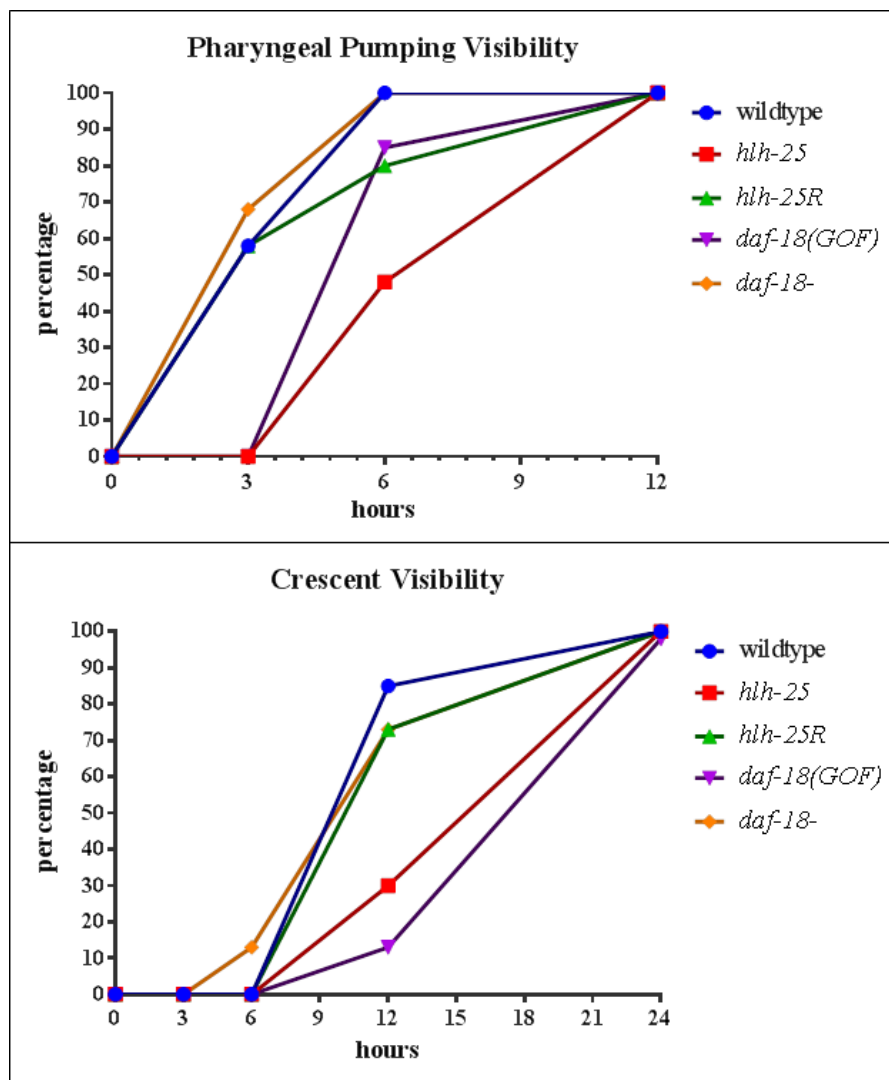 Pharyngeal Pumping Visibility
100
90
80
70
60
50
40
30
20
10
0
percentage
0 3 6 9 12
hours
wildtype
hlh-25
hlh-25R
daf-18(GOF)
daf-18-
Crescent Visibility
100
90
80
70
60
50
40
30
20
10
0
percentage
0 3 6 9 12 15 18 21 24
hours
wildtype
hlh-25
hlh-25R
daf-18(GOF)
daf-18-